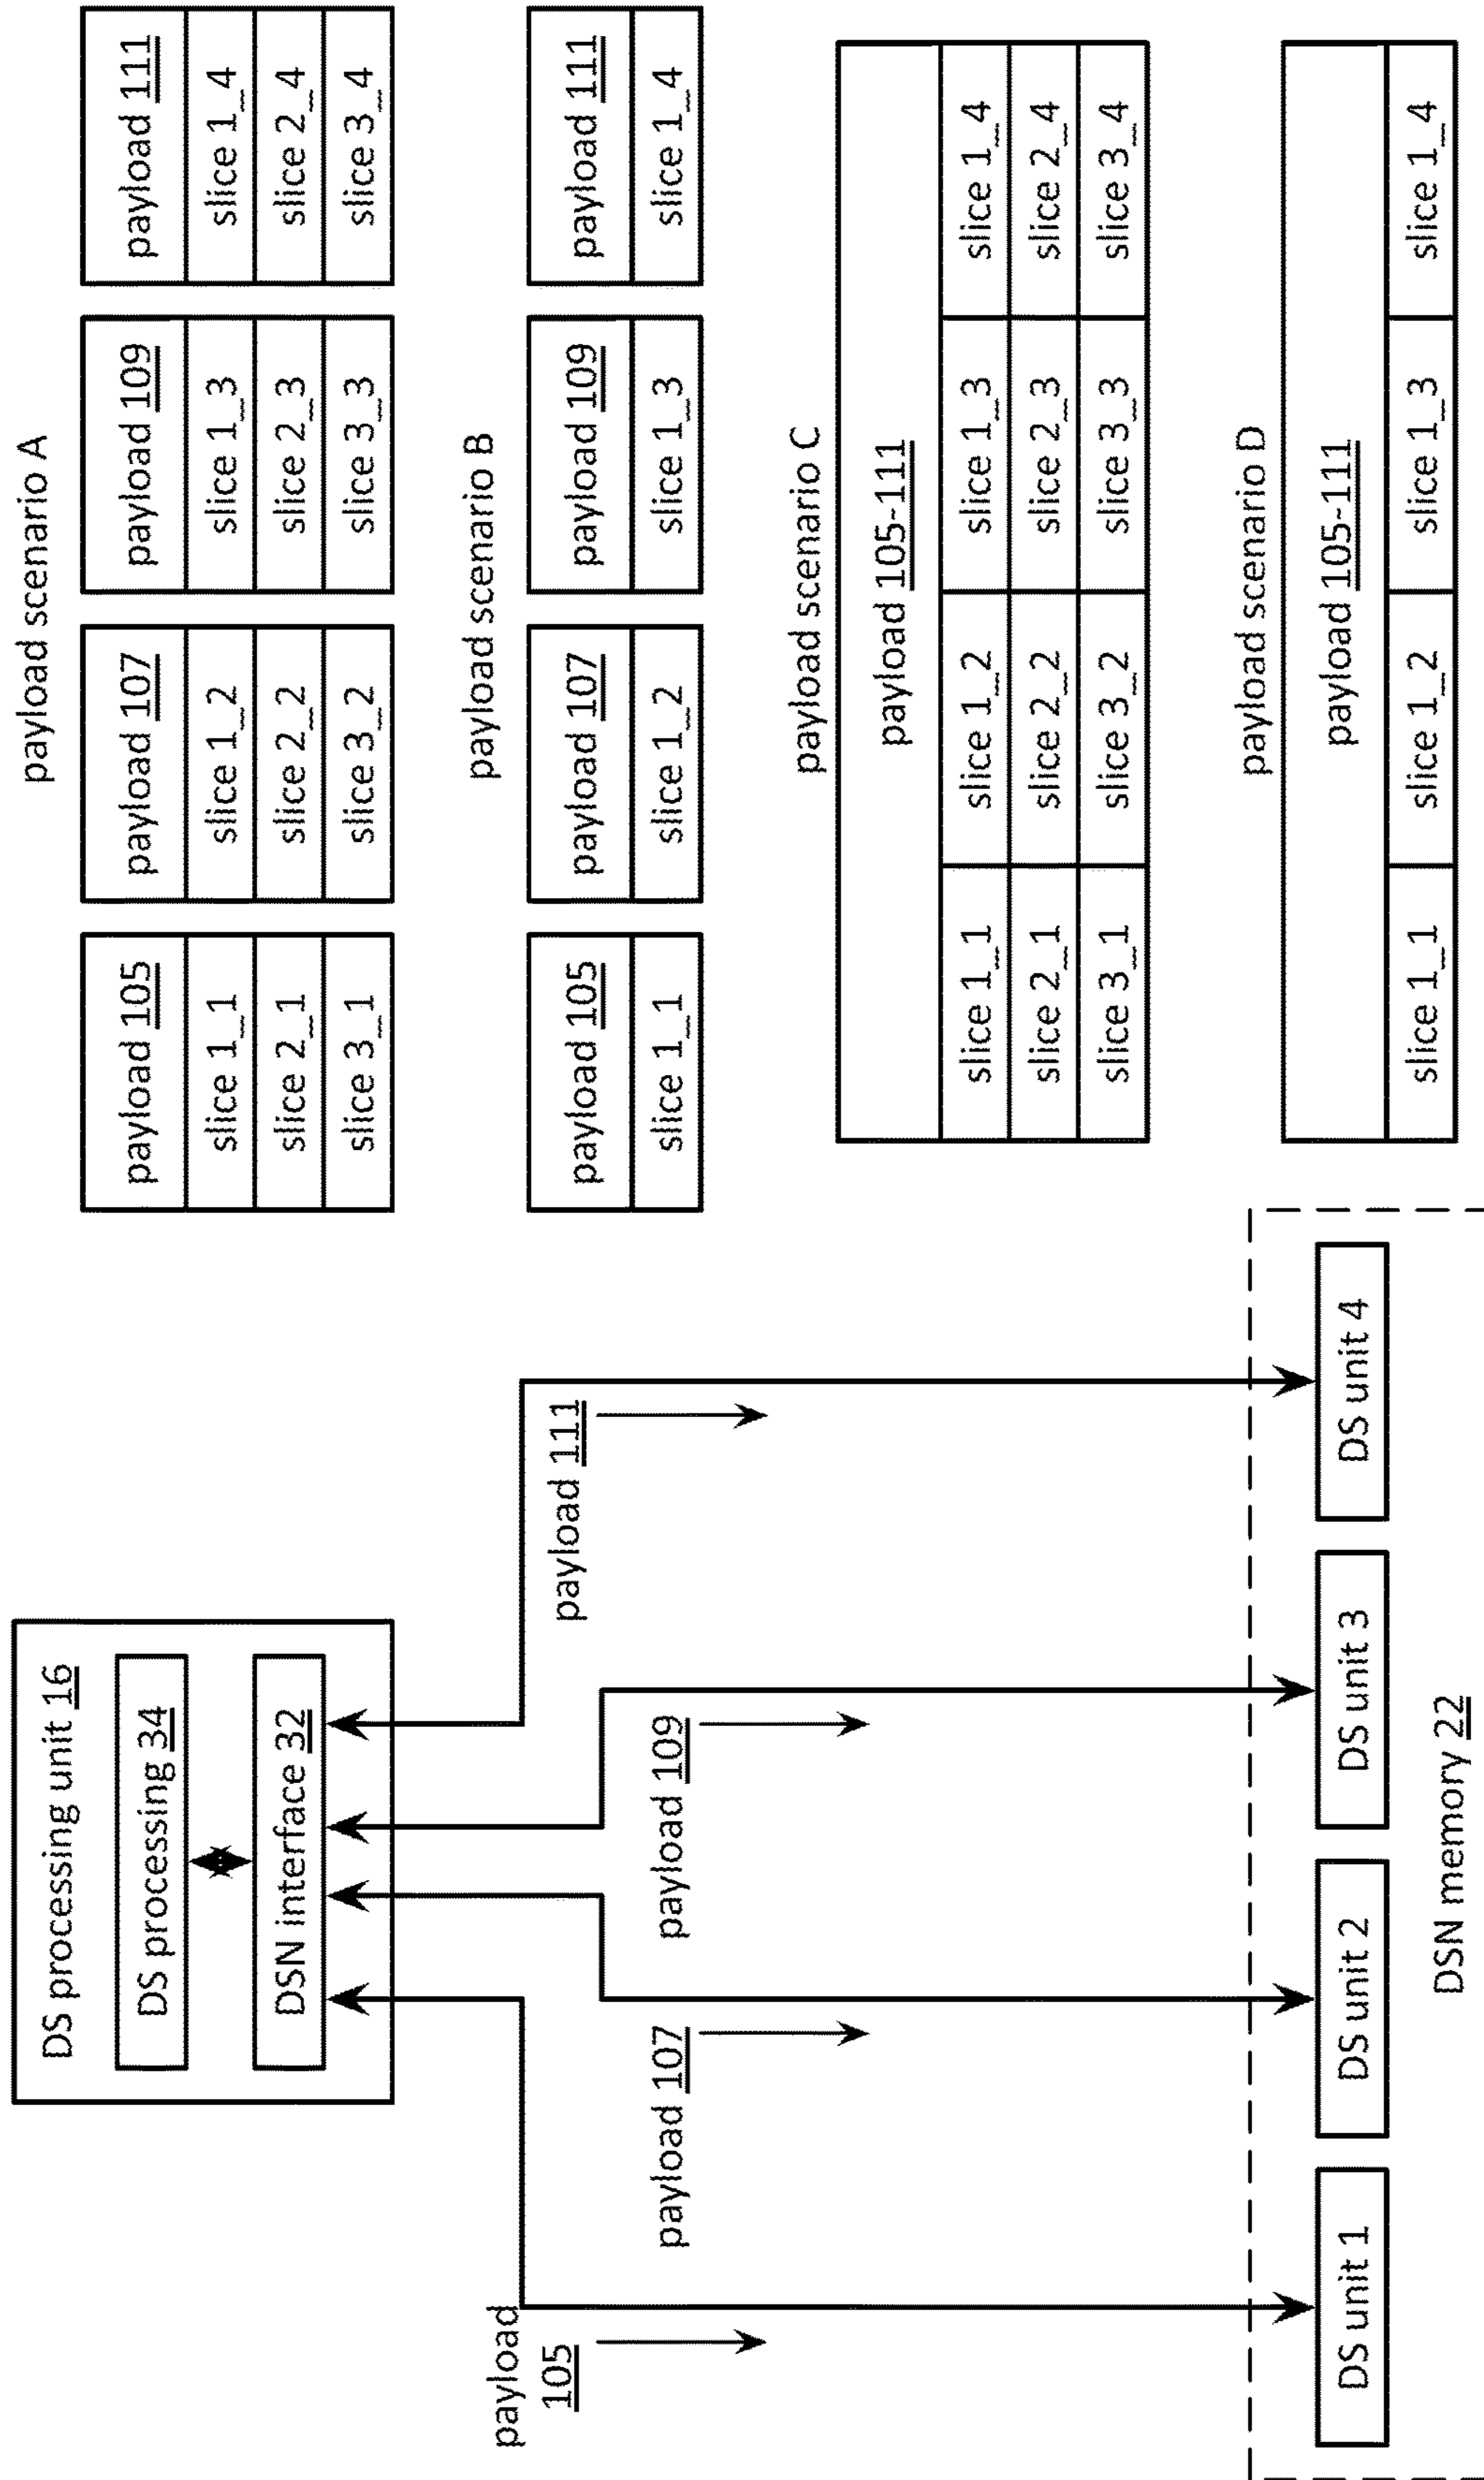 DS processing unit 16
DS processing 34
DSN interface 32
payload
105
payload 107
payload 109
payload 111
DS unit 1
DS unit 2
DS unit 3
DS unit 4
DSN memory 22
payload scenario A
payload 105
payload 107
payload 109
payload 111
slice 1_1
slice 1_2
slice 1_3
slice 1_4
slice 2_1
slice 2_2
slice 2_3
slice 2_4
slice 3_1
slice 3_2
slice 3_3
slice 3_4
payload scenario B
payload 105
payload 107
payload 109
payload 111
slice 1_1
slice 1_2
slice 1_3
slice 1_4
payload scenario C
payload 105-111
slice 1_1
slice 1_2
slice 1_3
slice 1_4
slice 2_1
slice 2_2
slice 2_3
slice 2_4
slice 3_1
slice 3_2
slice 3_3
slice 3_4
payload scenario D
payload 105-111
slice 1_1
slice 1_2
slice 1_3
slice 1_4